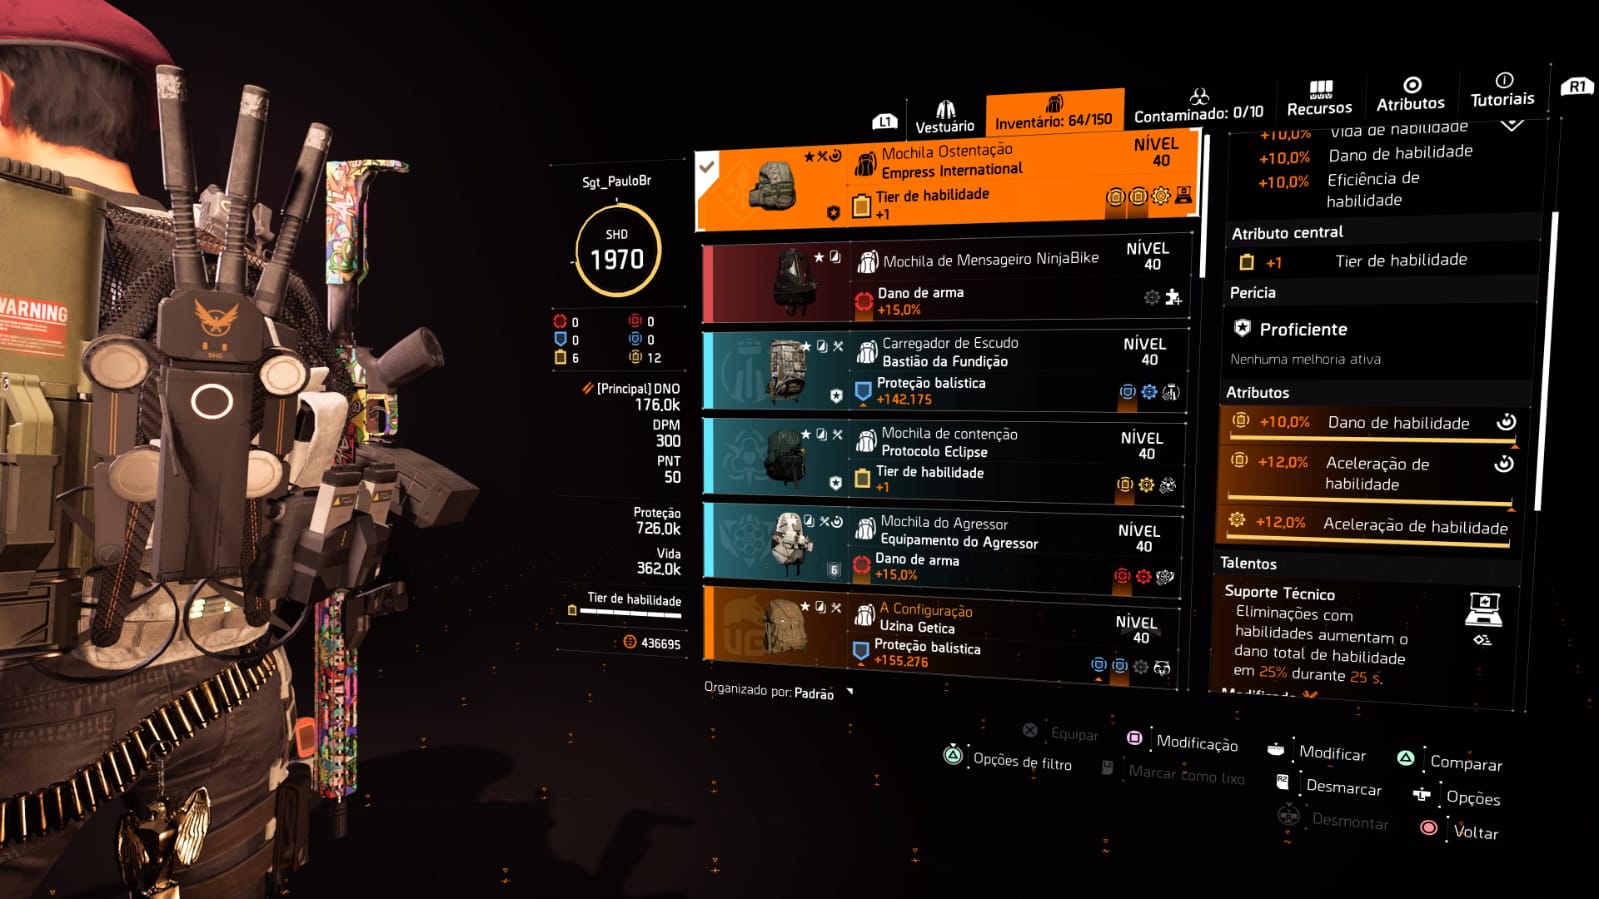 L1
Vestuário
Inventário: 64/150
Contaminado: 0/10
Recursos
Atributos
Tutoriais
R1
Sgt_PauloBr
SHD
1970
0 0
0 0
6 12
[Principal] DNO
176,0k
DPM
300
PNT
50
Proteção
726,0k
Vida
362,0k
Tier de habilidade
436695
Mochila Ostentação
Empress International
NÍVEL
40
Tier de habilidade
+1
Mochila de Mensageiro NinjaBike
NÍVEL
40
Dano de arma
+15,0%
Carregador de Escudo
Bastião da Fundição
NÍVEL
40
Proteção balística
+142,175
Mochila de contenção
Protocolo Eclipse
NÍVEL
40
Tier de habilidade
+1
Mochila do Agressor
Equipamento do Agressor
NÍVEL
40
Dano de arma
+15,0%
6
A Configuração
Uzina Getica
NÍVEL
40
Proteção balística
+155,276
UG
Organizado por: Padrão
+10,0% Vida de habilidade
+10,0% Dano de habilidade
+10,0% Eficiência de
habilidade
Atributo central
+1 Tier de habilidade
Perícia
Proficiente
Nenhuma melhoria ativa
Atributos
+10,0% Dano de habilidade
+12,0% Aceleração de
habilidade
+12,0% Aceleração de habilidade
Talentos
Suporte Técnico
Eliminações com
habilidades aumentam o
dano total de habilidade
em 25% durante 25 s.
Equipar
Modificação
Modificar
Comparar
Opções de filtro
Marcar como lixo
R2
Desmarcar
Opções
Desmontar
Voltar
WARNING
SHD